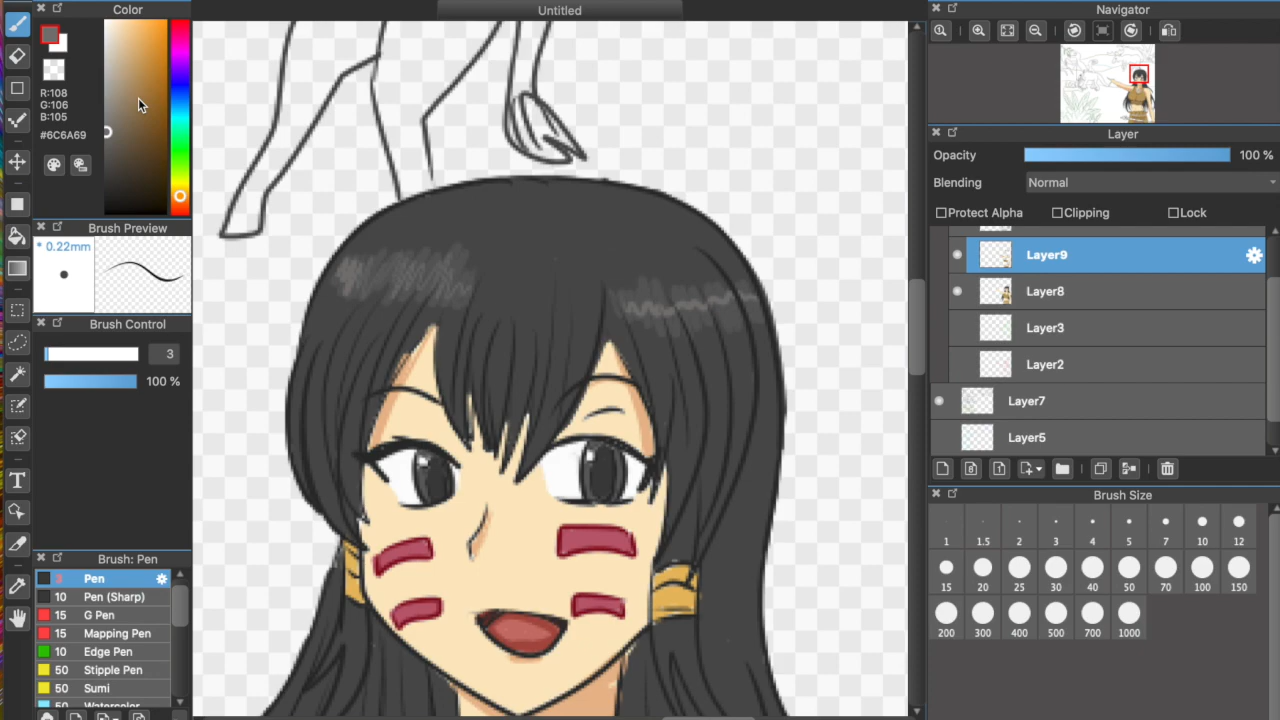 Untitled
Color
R:108
G:106
B:105
#6C6A69
Brush Preview
* 0.22mm
Brush Control
3
100 %
Brush: Pen
3 Pen
10 Pen (Sharp)
15 G Pen
15 Mapping Pen
10 Edge Pen
50 Stipple Pen
50 Sumi
Navigator
Layer
Opacity 100 %
Blending Normal
Protect Alpha Clipping Lock
Layer9
Layer8
Layer3
Layer2
Layer7
Layer5
Brush Size
1 1.5 2 3 4 5 7 10 12
15 20 25 30 40 50 70 100 150
200 300 400 500 700 1000